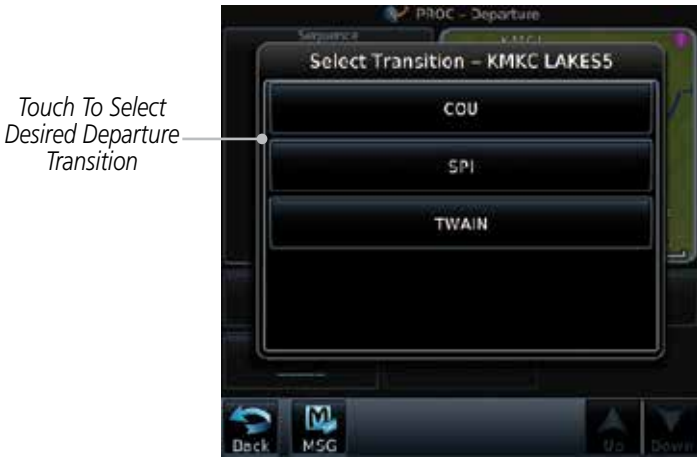 PROC – Departure
Sequence
Select Transition – KMKC LAKES5
Touch To Select
Desired Departure
Transition
COU
SPI
TWAIN
Back
MSG
Up
Down